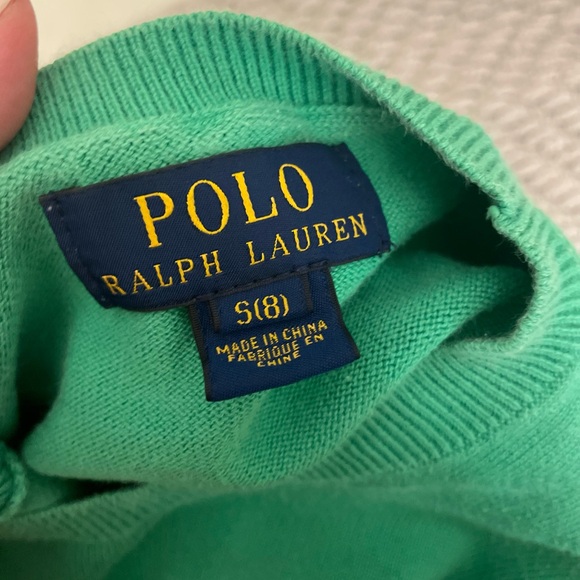 POLO
RALPH LAUREN
S(8)
MADE IN CHINA
FABRIQUE EN
CHINE